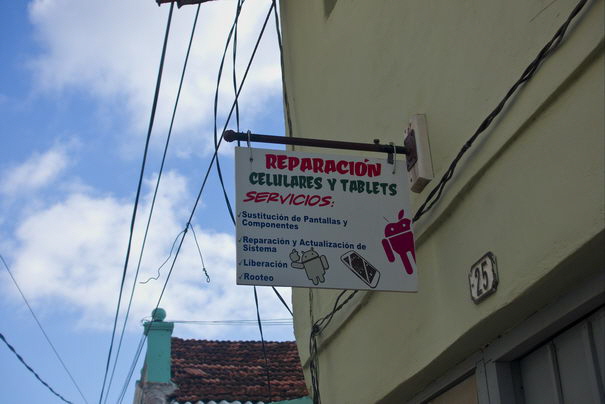 REPARACIÓN
CELULARES Y TABLETS
SERVICIOS:
Sustitución de Pantallas y
Componentes
Reparación y Actualización de
Sistema
Liberación
Rooteo
25